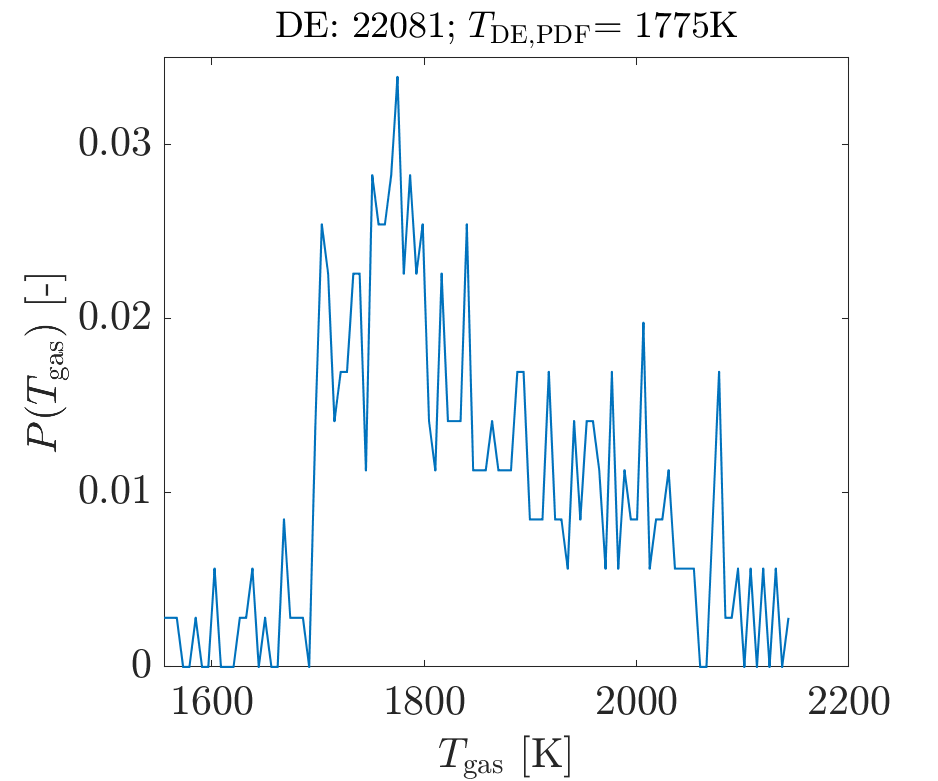 DE: 22081; T_DE,PDF= 1775K
P(T_gas) [-]
0.03
0.02
0.01
0
1600 1800 2000 2200
T_gas [K]